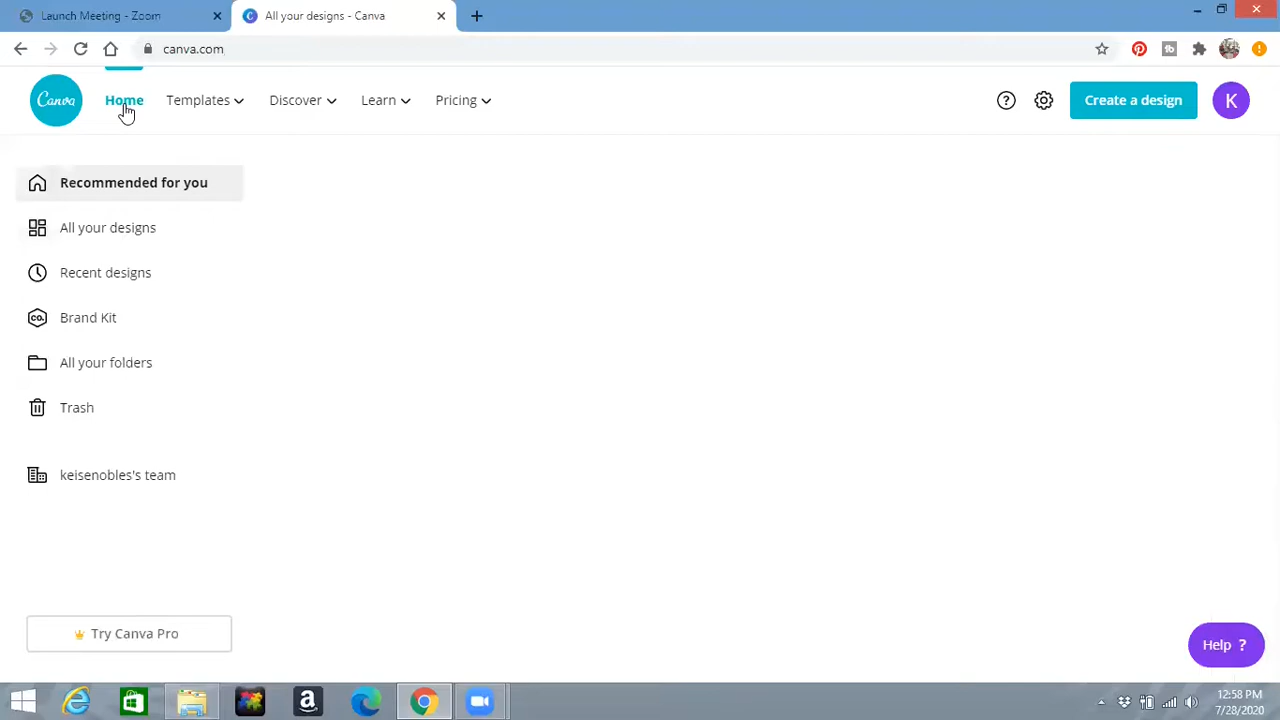 Launch Meeting - Zoom
All your designs - Canva
canva.com
Canva
Home
Templates
Discover
Learn
Pricing
Create a design
K
Recommended for you
All your designs
Recent designs
CO.
Brand Kit
All your folders
Trash
keisenobles's team
Try Canva Pro
Help ?
12:58 PM
7/28/2020